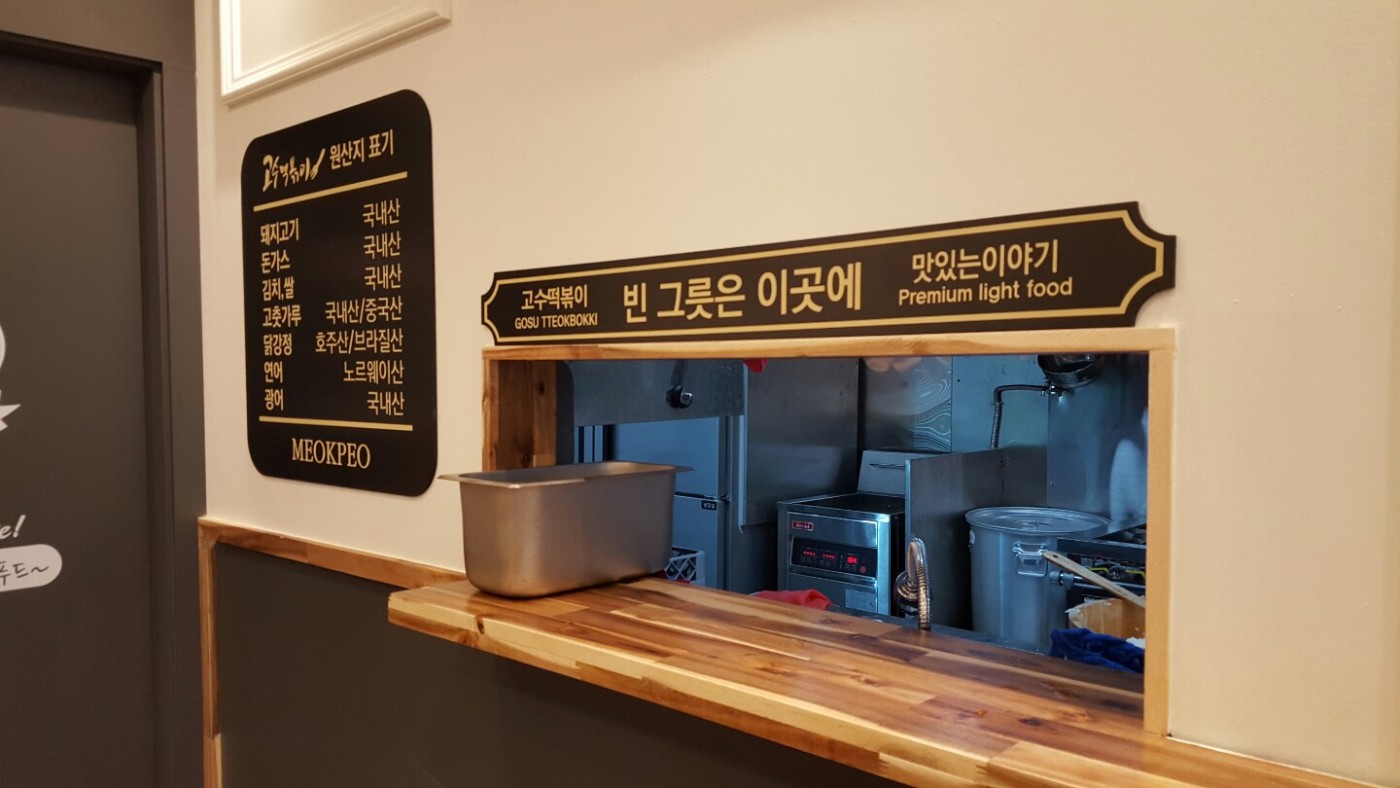 고수떡볶이 원산지 표기
돼지고기 국내산
돈가스 국내산
김치,쌀 국내산
고춧가루 국내산/중국산
닭강정 호주산/브라질산
연어 노르웨이산
광어 국내산
MEOKPEO
고수떡볶이
GOSU TTEOKBOKKI
빈 그릇은 이곳에
맛있는이야기
Premium light food